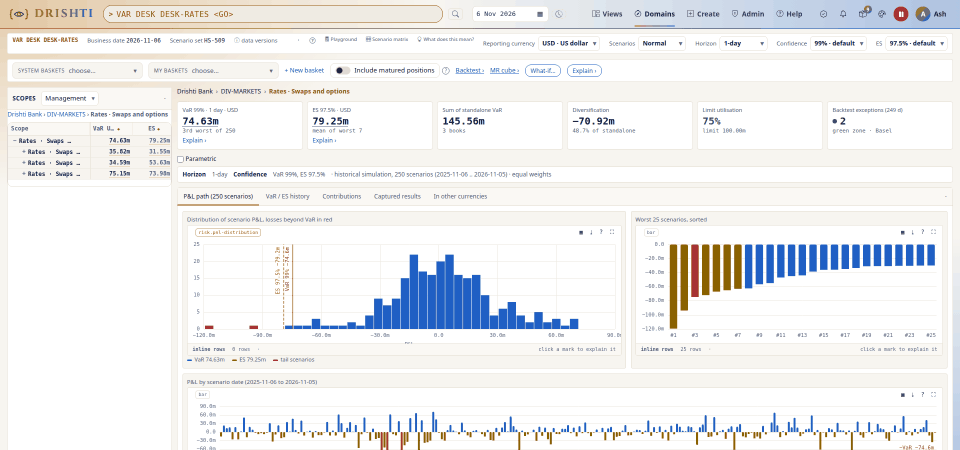 DRISHTI
> VAR DESK DESK-RATES <GO>
6 Nov 2026
Views
Domains
Create
Admin
Help
Ash
VAR DESK DESK-RATES
Business date 2026-11-06
Scenario set HS-509
data versions
Playground
Scenario matrix
What does this mean?
Reporting currency
USD · US dollar
Scenarios
Normal
Horizon
1-day
Confidence
99% · default
ES
97.5% · default
SYSTEM BASKETS choose...
MY BASKETS choose...
+ New basket
Include matured positions
Backtest ›
MR cube ›
What-if...
Explain ›
SCOPES
Management
Drishti Bank › DIV-MARKETS › Rates · Swaps and options
Scope
VaR U...
ES
− Rates · Swaps ...
74.63m
79.25m
+ Rates · Swap ...
35.82m
31.55m
+ Rates · Swap ...
34.59m
53.63m
+ Rates · Swap ...
75.15m
73.98m
Drishti Bank › DIV-MARKETS › Rates · Swaps and options
VaR 99% · 1 day · USD
74.63m
3rd worst of 250
Explain ›
ES 97.5% · USD
79.25m
mean of worst 7
Explain ›
Sum of standalone VaR
145.56m
3 books
Diversification
−70.92m
48.7% of standalone
Limit utilisation
75%
limit 100.00m
Backtest exceptions (249 d)
2
green zone · Basel
Parametric
Horizon 1-day Confidence VaR 99%, ES 97.5% · historical simulation, 250 scenarios (2025-11-06 .. 2026-11-05) · equal weights
P&L path (250 scenarios)
VaR / ES history
Contributions
Captured results
In other currencies
Distribution of scenario P&L, losses beyond VaR in red
risk.pnl-distribution
25
20
15
10
5
0
ES 97.5% −79.3m
VaR 99% −74.6m
−120.0m
−90.0m
−60.0m
−30.0m
0.0
30.0m
60.0m
90.0m
inline rows 0 rows
click a mark to explain it
VaR 74.63m
ES 79.25m
tail scenarios
Worst 25 scenarios, sorted
bar
0.0
−20.0m
−40.0m
−60.0m
−80.0m
−100.0m
−120.0m
#1
#3
#5
#7
#9
#11
#13
#15
#17
#19
#21
#23
#25
inline rows 25 rows
click a mark to explain it
P&L by scenario date (2025-11-06 to 2026-11-05)
bar
90.0m
60.0m
30.0m
0.0
−30.0m
−60.0m
−VaR −74.6m